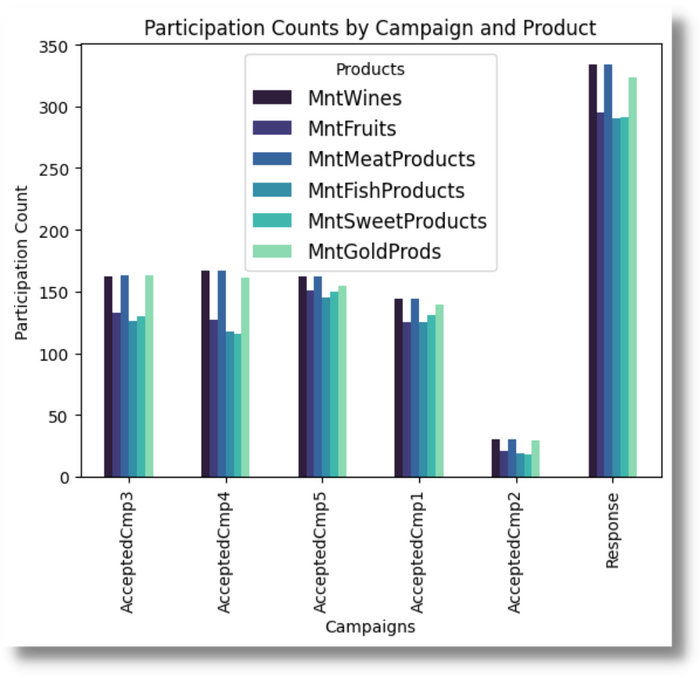 Participation Counts by Campaign and Product
350
300
250
200
150
100
50
0
Participation Count
Products
MntWines
MntFruits
MntMeatProducts
MntFishProducts
MntSweetProducts
MntGoldProds
AcceptedCmp3
AcceptedCmp4
AcceptedCmp5
AcceptedCmp1
AcceptedCmp2
Response
Campaigns